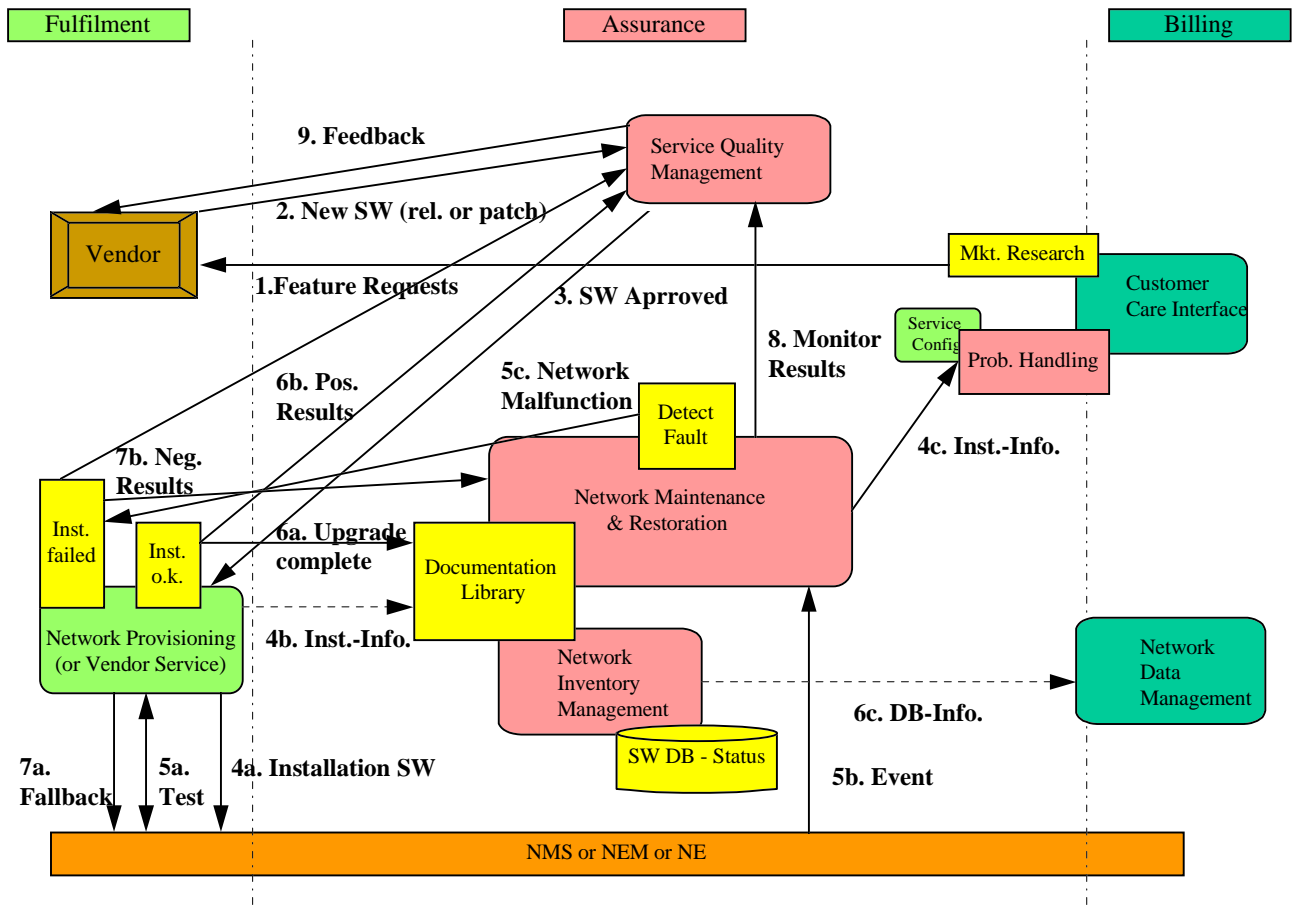 Fulfilment
Assurance
Billing
9. Feedback
Service Quality
Management
2. New SW (rel. or patch)
Vendor
Mkt. Research
1.Feature Requests
3. SW Aprroved
Customer
Care Interface
Service
Config
Prob. Handling
8. Monitor
Results
6b. Pos.
Results
5c. Network
Malfunction
Detect
Fault
4c. Inst.-Info.
7b. Neg.
Results
Network Maintenance
& Restoration
Inst.
failed
Inst.
o.k.
6a. Upgrade
complete
Documentation
Library
4b. Inst.-Info.
Network Provisioning
(or Vendor Service)
Network
Inventory
Management
Network
Data
Management
6c. DB-Info.
SW DB - Status
7a.
Fallback
5a.
Test
4a. Installation SW
5b. Event
NMS or NEM or NE